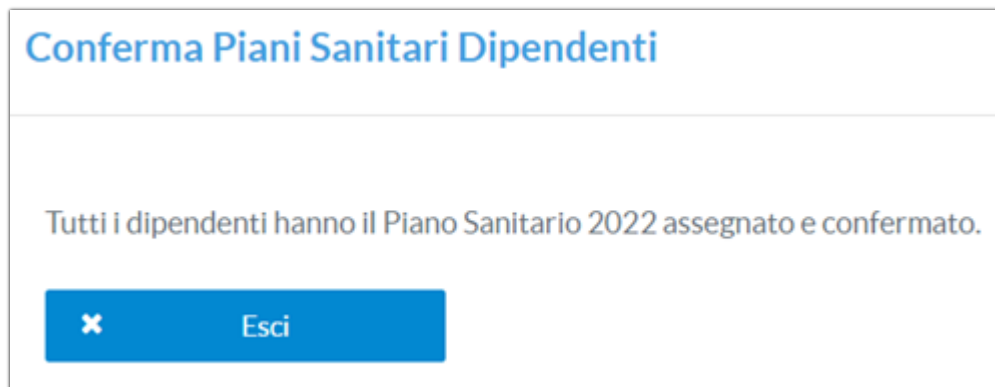 Conferma Piani Sanitari Dipendenti
Tutti i dipendenti hanno il Piano Sanitario 2022 assegnato e confermato.
Esci